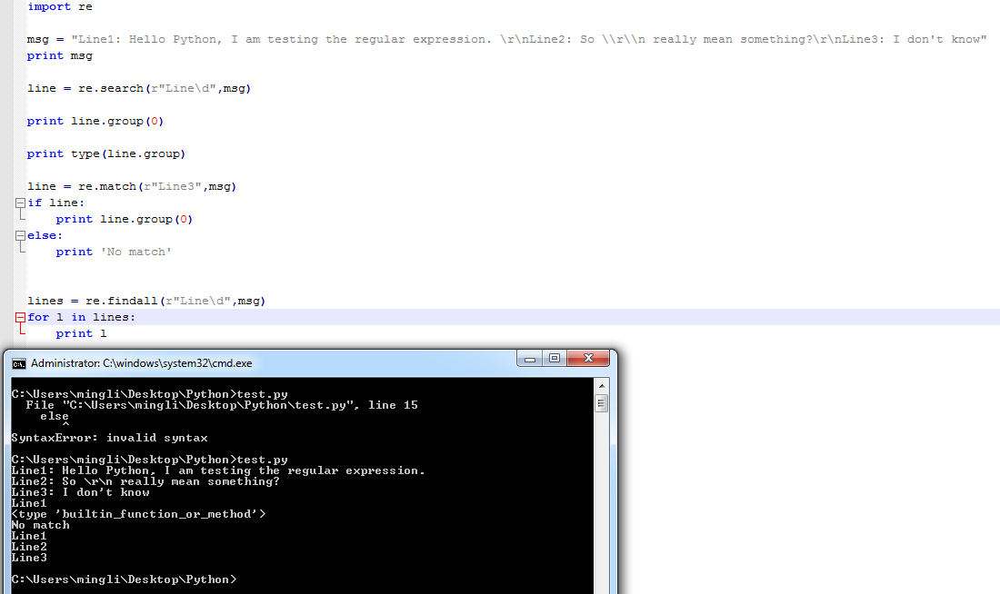 import re
msg = "Line1: Hello Python, I am testing the regular expression. \r\nLine2: So \\r\\n really mean something?\r\nLine3: I don't know"
print msg
line = re.search(r"Line\d",msg)
print line.group(0)
print type(line.group)
line = re.match(r"Line3",msg)
if line:
    print line.group(0)
else:
    print 'No match'
lines = re.findall(r"Line\d",msg)
for l in lines:
    print l
Administrator: C:\windows\system32\cmd.exe
C:\Users\mingli\Desktop\Python>test.py
  File "C:\Users\mingli\Desktop\Python\test.py", line 15
    else
       ^
SyntaxError: invalid syntax
C:\Users\mingli\Desktop\Python>test.py
Line1: Hello Python, I am testing the regular expression.
Line2: So \r\n really mean something?
Line3: I don't know
Line1
<type 'builtin_function_or_method'>
No match
Line1
Line2
Line3
C:\Users\mingli\Desktop\Python>